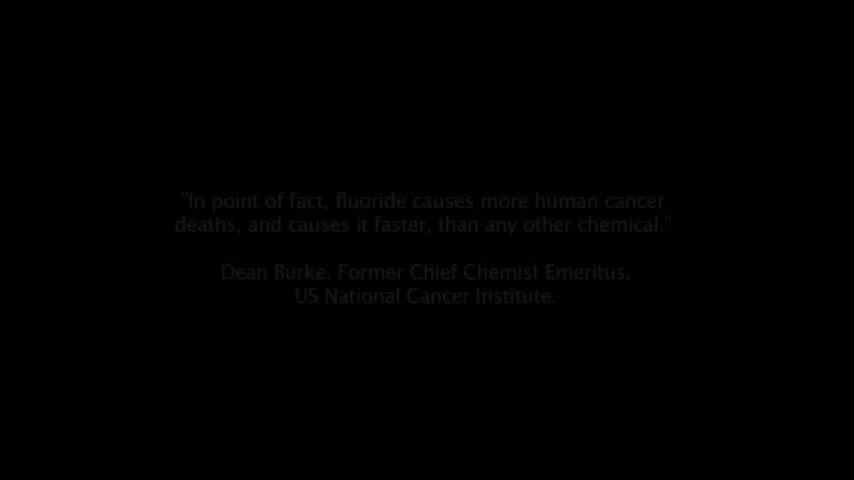 "In point of fact, fluoride causes more human cancer
deaths, and causes it faster, than any other chemical."
Dean Burke. Former Chief Chemist Emeritus,
US National Cancer Institute.